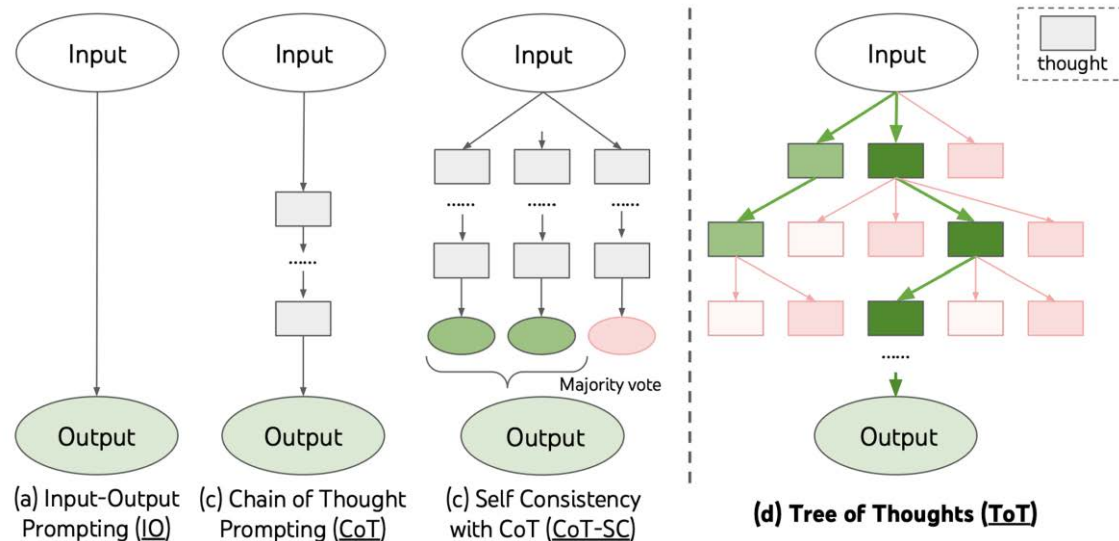 Input
Input
Input
Input
thought
......
...... ...... ......
......
Majority vote
Output
Output
Output
Output
(a) Input-Output
Prompting (IO)
(c) Chain of Thought
Prompting (CoT)
(c) Self Consistency
with CoT (CoT-SC)
(d) Tree of Thoughts (ToT)